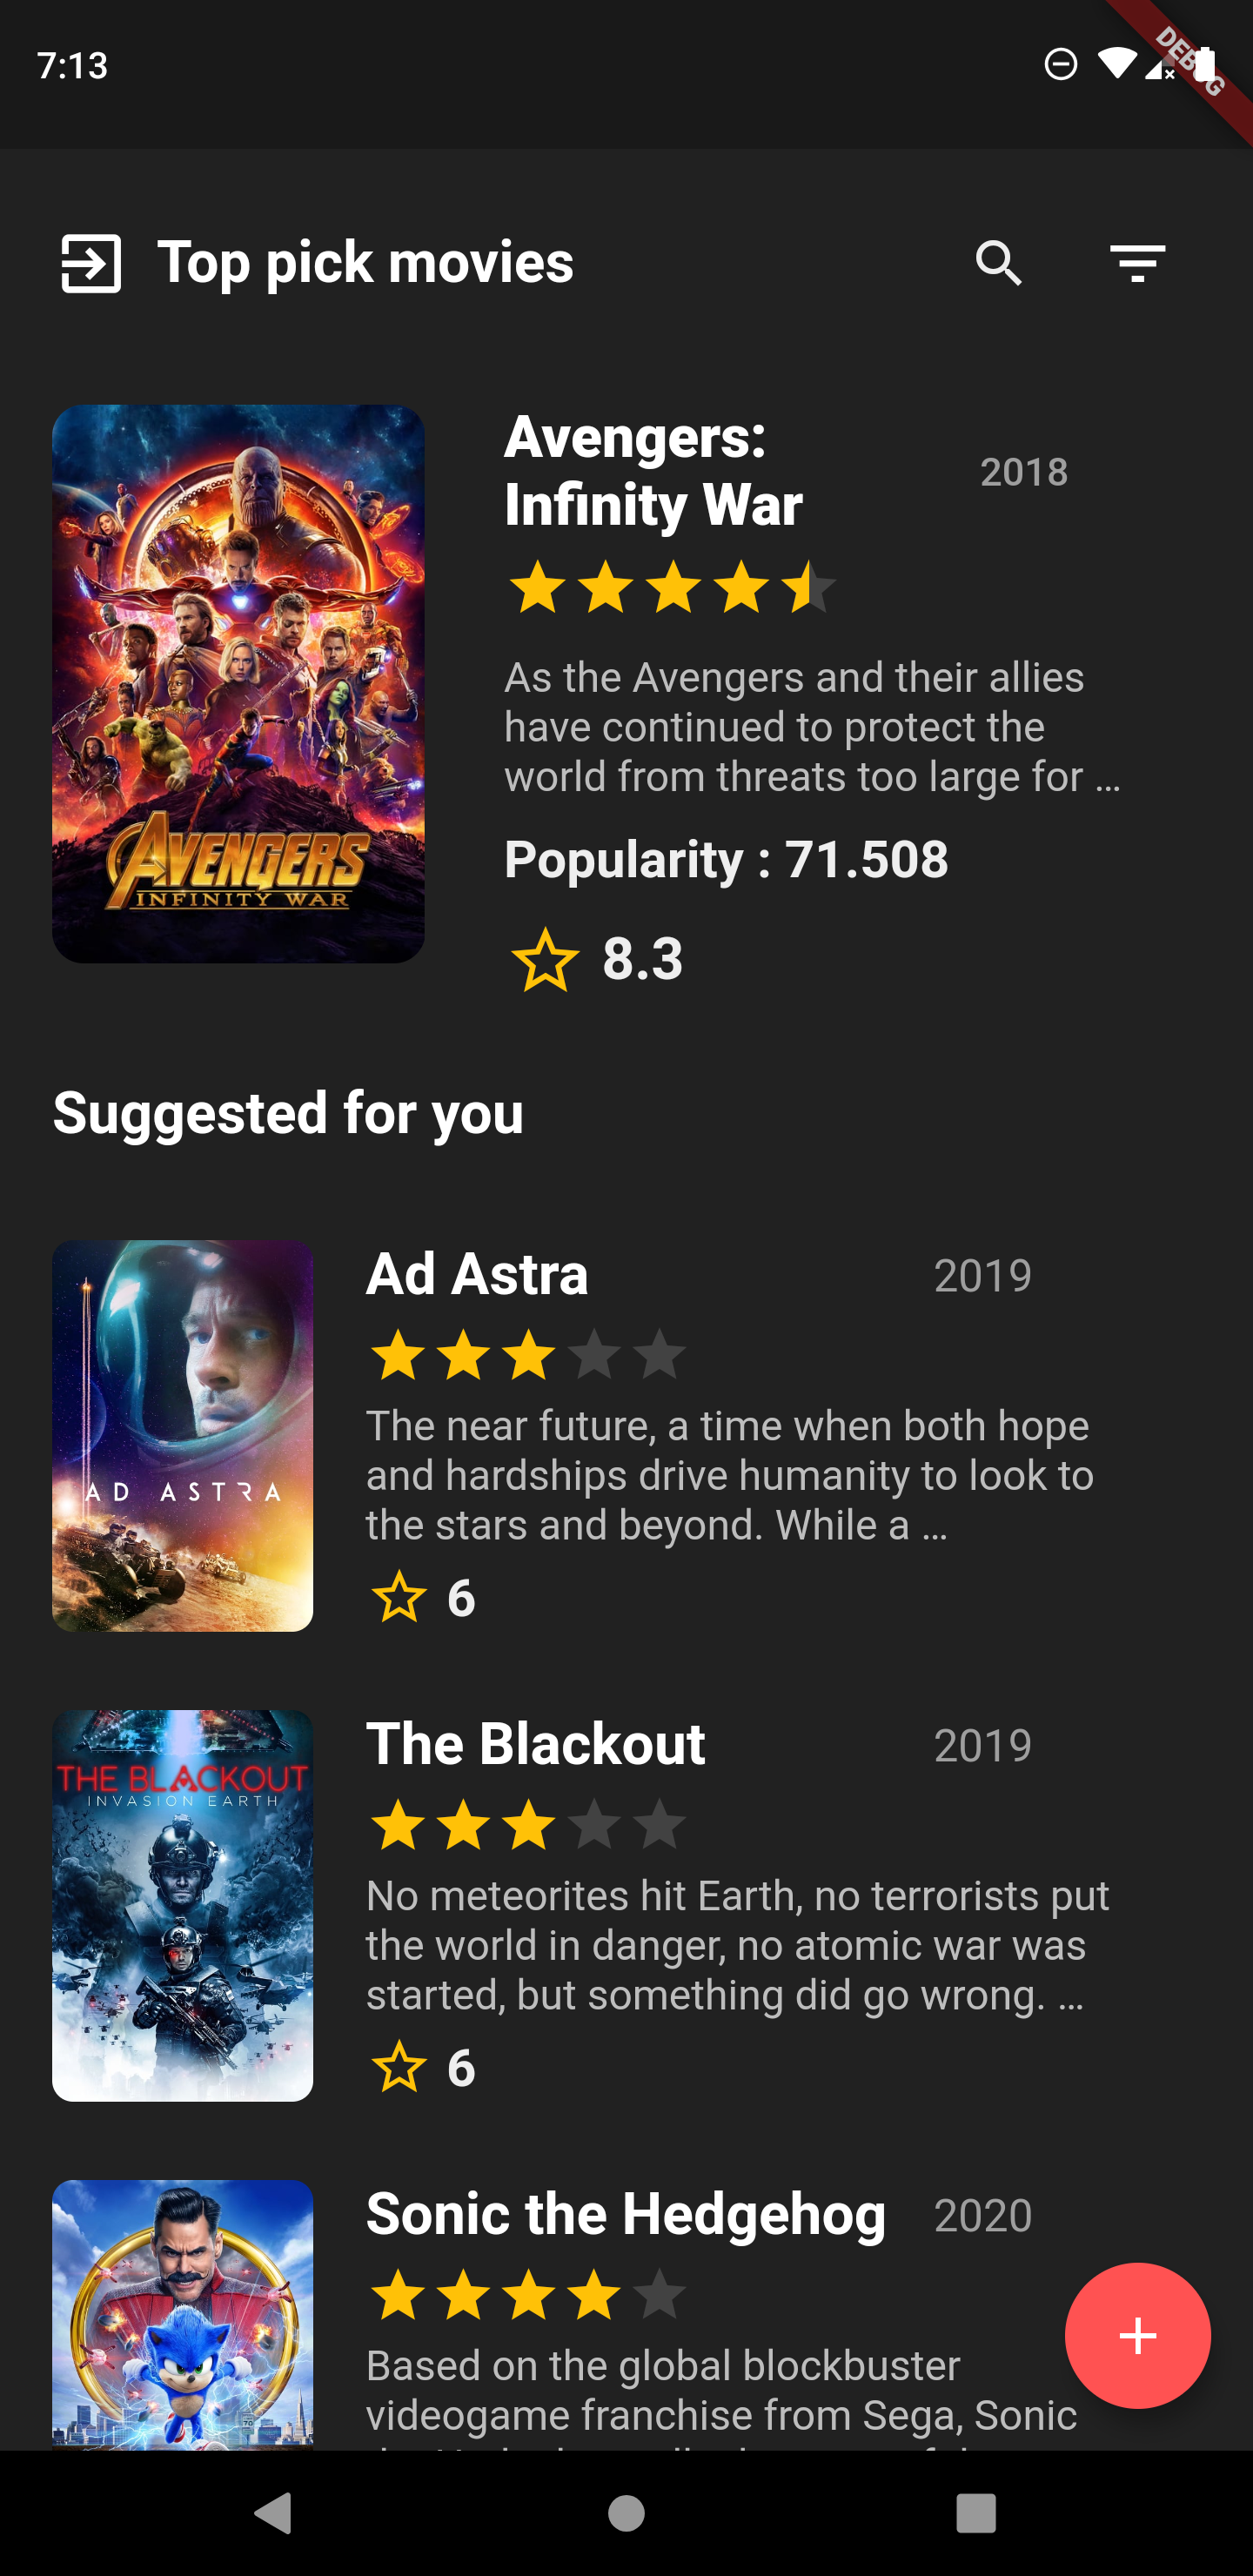 7:13
DEBUG
Top pick movies
Avengers:
Infinity War
2018
As the Avengers and their allies
have continued to protect the
world from threats too large for …
Popularity : 71.508
8.3
AVENGERS
INFINITY WAR
Suggested for you
Ad Astra
2019
The near future, a time when both hope
and hardships drive humanity to look to
the stars and beyond. While a …
6
AD ASTRA
The Blackout
2019
No meteorites hit Earth, no terrorists put
the world in danger, no atomic war was
started, but something did go wrong. …
6
THE BLACKOUT
INVASION EARTH
Sonic the Hedgehog
2020
Based on the global blockbuster
videogame franchise from Sega, Sonic